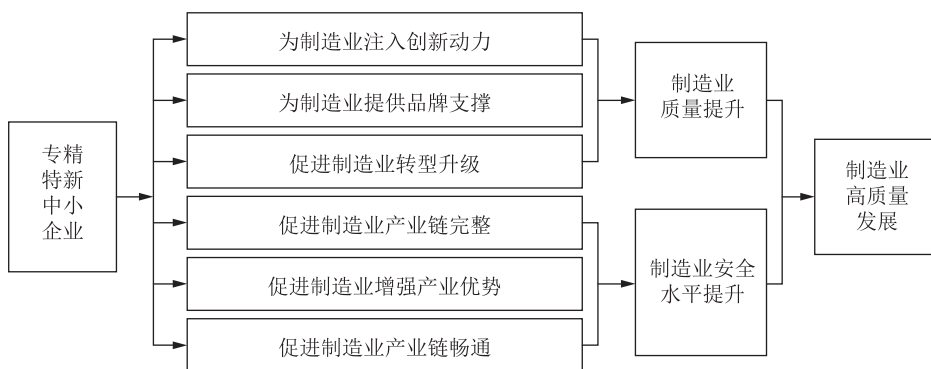 专精
特新
中小
企业
为制造业注入创新动力
为制造业提供品牌支撑
促进制造业转型升级
促进制造业产业链完整
促进制造业增强产业优势
促进制造业产业链畅通
制造业
质量提升
制造业安全
水平提升
制造业
高质量
发展